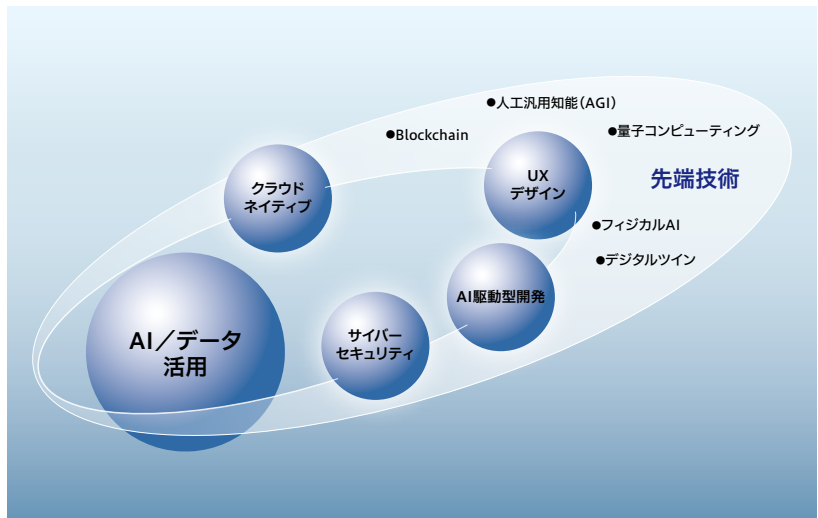 ●人工汎用知能(AGI)
●Blockchain
●量子コンピューティング
クラウド
ネイティブ
UX
デザイン
先端技術
●フィジカルAI
●デジタルツイン
AI駆動型開発
AI／データ
活用
サイバー
セキュリティ